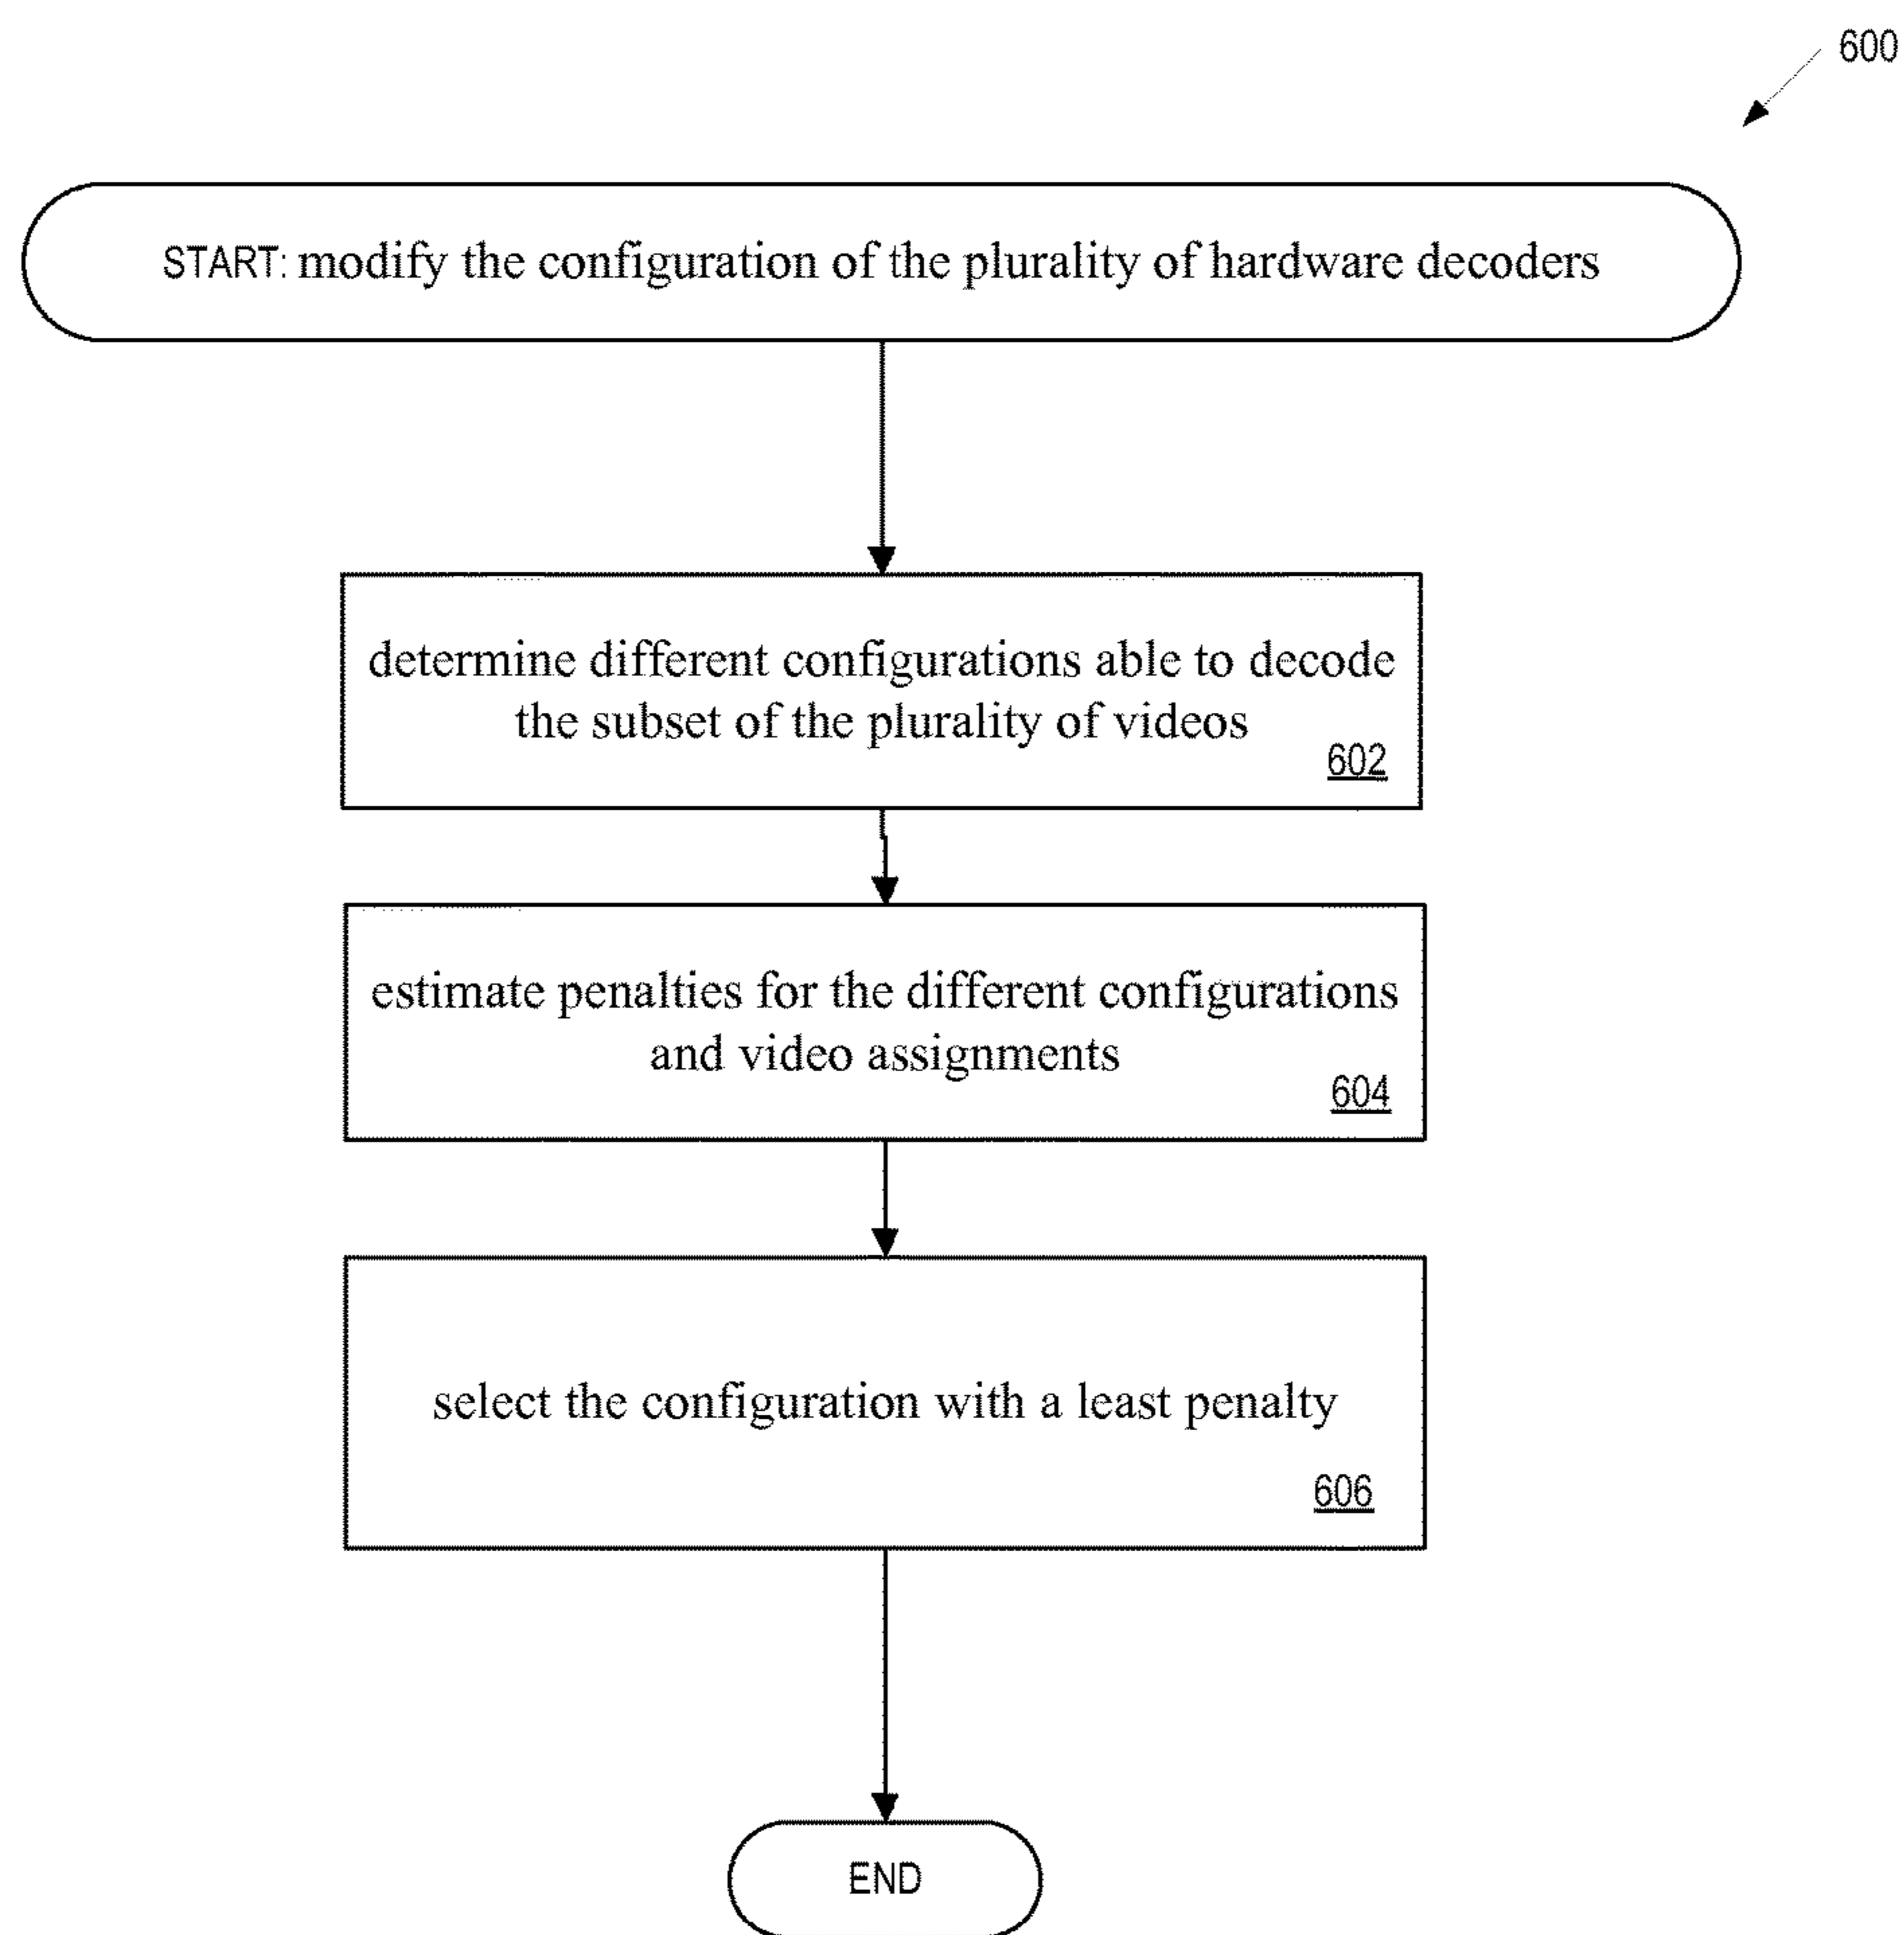 600
START: modify the configuration of the plurality of hardware decoders
determine different configurations able to decode
the subset of the plurality of videos
602
estimate penalties for the different configurations
and video assignments
604
select the configuration with a least penalty
606
END